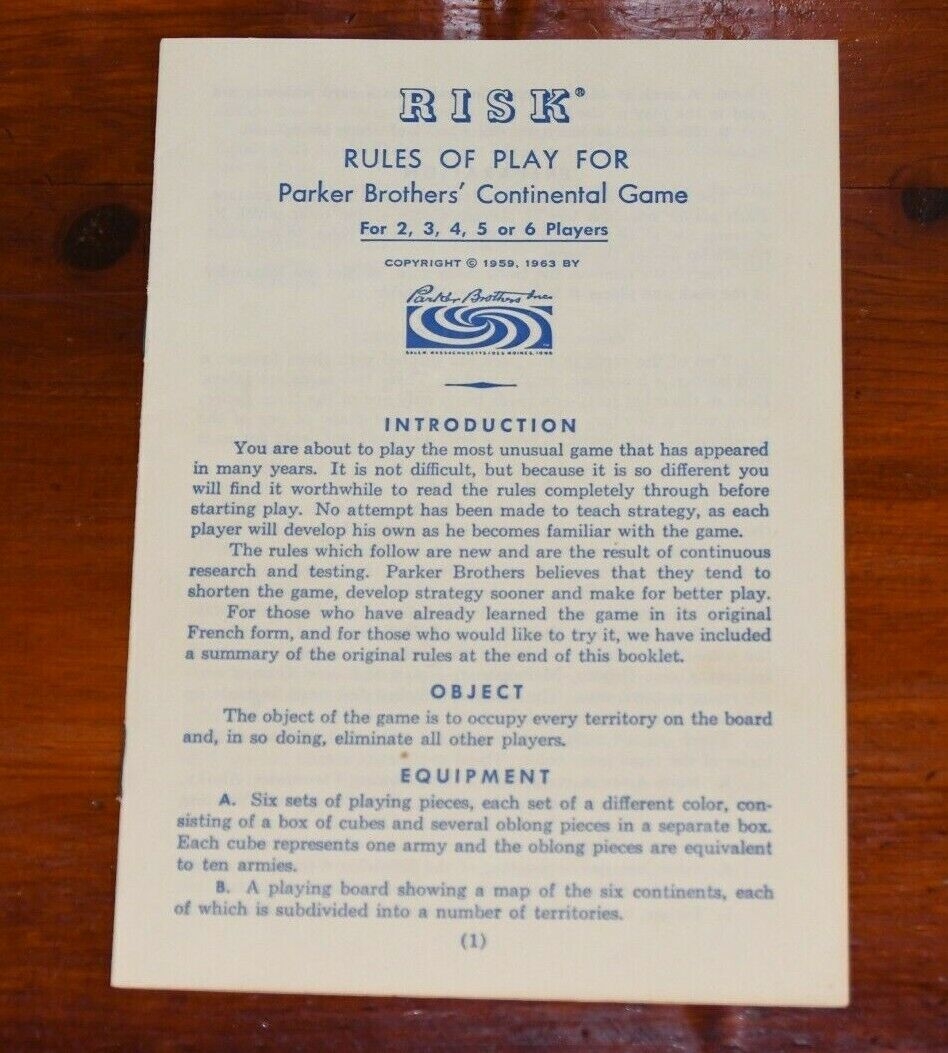 RISK®
RULES OF PLAY FOR
Parker Brothers' Continental Game
For 2, 3, 4, 5 or 6 Players
COPYRIGHT © 1959, 1963 BY
Parker Brothers Inc.
SALEM, MASSACHUSETTS / DES MOINES, IOWA
INTRODUCTION
You are about to play the most unusual game that has appeared
in many years. It is not difficult, but because it is so different you
will find it worthwhile to read the rules completely through before
starting play. No attempt has been made to teach strategy, as each
player will develop his own as he becomes familiar with the game.
The rules which follow are new and are the result of continuous
research and testing. Parker Brothers believes that they tend to
shorten the game, develop strategy sooner and make for better play.
For those who have already learned the game in its original
French form, and for those who would like to try it, we have included
a summary of the original rules at the end of this booklet.
OBJECT
The object of the game is to occupy every territory on the board
and, in so doing, eliminate all other players.
EQUIPMENT
A. Six sets of playing pieces, each set of a different color, con-
sisting of a box of cubes and several oblong pieces in a separate box.
Each cube represents one army and the oblong pieces are equivalent
to ten armies.
B. A playing board showing a map of the six continents, each
of which is subdivided into a number of territories.
(1)